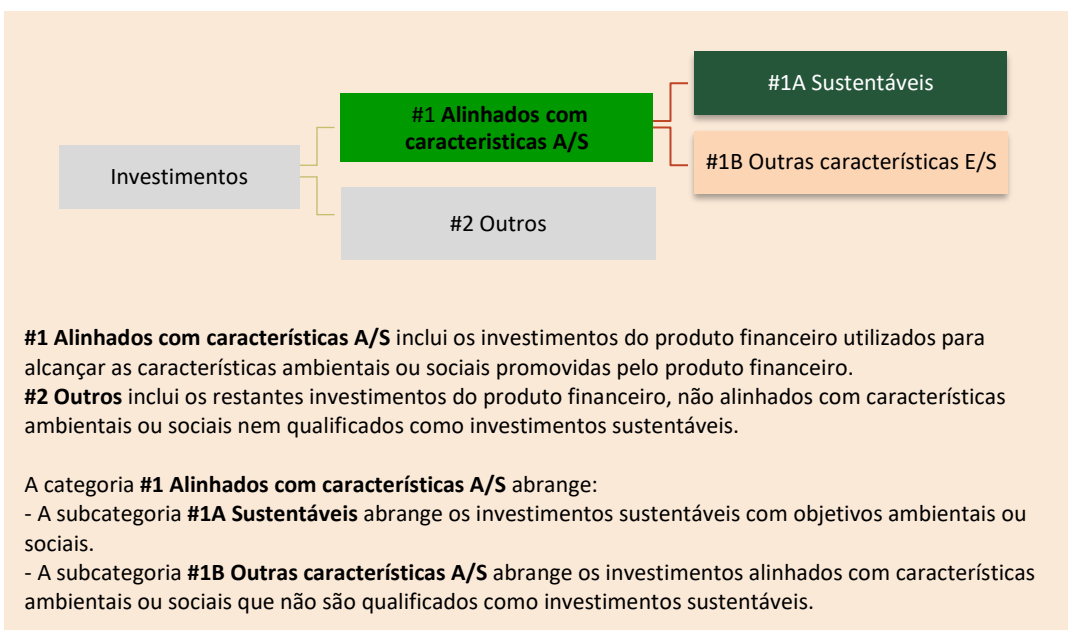 #1A Sustentáveis
#1 Alinhados com
caracteristicas A/S
#1B Outras características E/S
Investimentos
#2 Outros
#1 Alinhados com características A/S inclui os investimentos do produto financeiro utilizados para
alcançar as características ambientais ou sociais promovidas pelo produto financeiro.
#2 Outros inclui os restantes investimentos do produto financeiro, não alinhados com características
ambientais ou sociais nem qualificados como investimentos sustentáveis.
A categoria #1 Alinhados com características A/S abrange:
- A subcategoria #1A Sustentáveis abrange os investimentos sustentáveis com objetivos ambientais ou
sociais.
- A subcategoria #1B Outras características A/S abrange os investimentos alinhados com características
ambientais ou sociais que não são qualificados como investimentos sustentáveis.